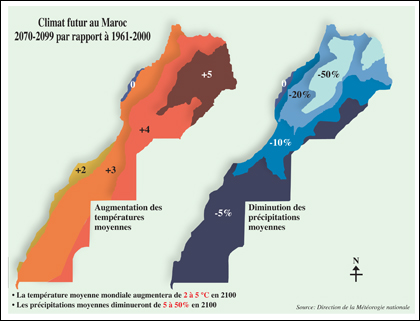 Climat futur au Maroc
2070-2099 par rapport à 1961-2000
0
+5
+4
+3
+2
Augmentation des
températures
moyennes
0
-50%
-20%
-10%
-5%
Diminution des
précipitations
moyennes
N
• La température moyenne mondiale augmentera de 2 à 5 °C en 2100
• Les précipitations moyennes diminueront de 5 à 50% en 2100
Source: Direction de la Météorogie nationale